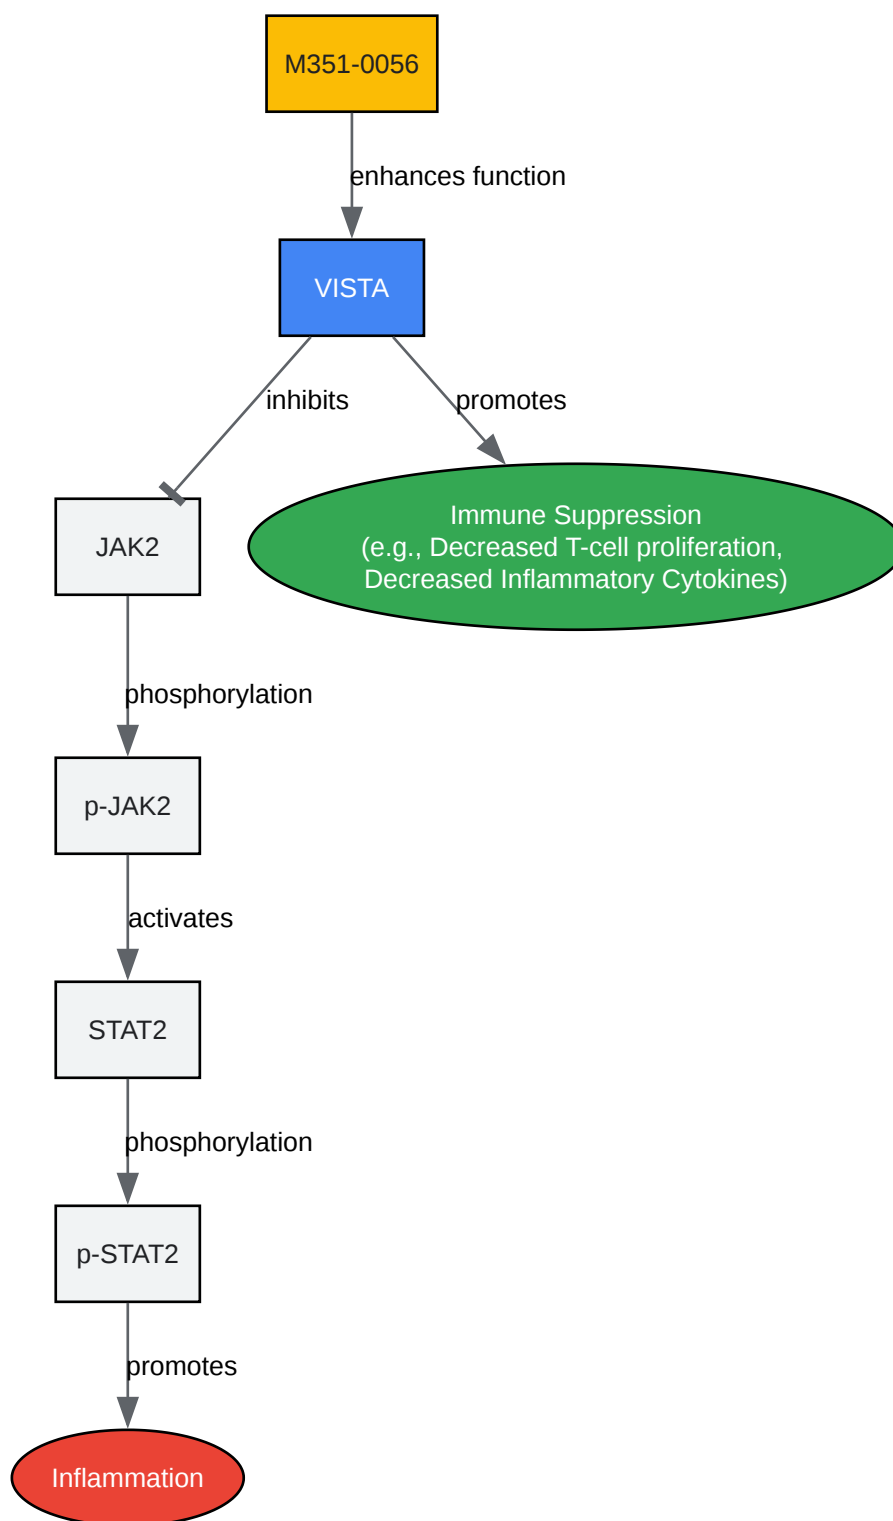 M351-0056
enhances function
VISTA
inhibits
promotes
JAK2
Immune Suppression
(e.g., Decreased T-cell proliferation,
Decreased Inflammatory Cytokines)
phosphorylation
p-JAK2
activates
STAT2
phosphorylation
p-STAT2
promotes
Inflammation